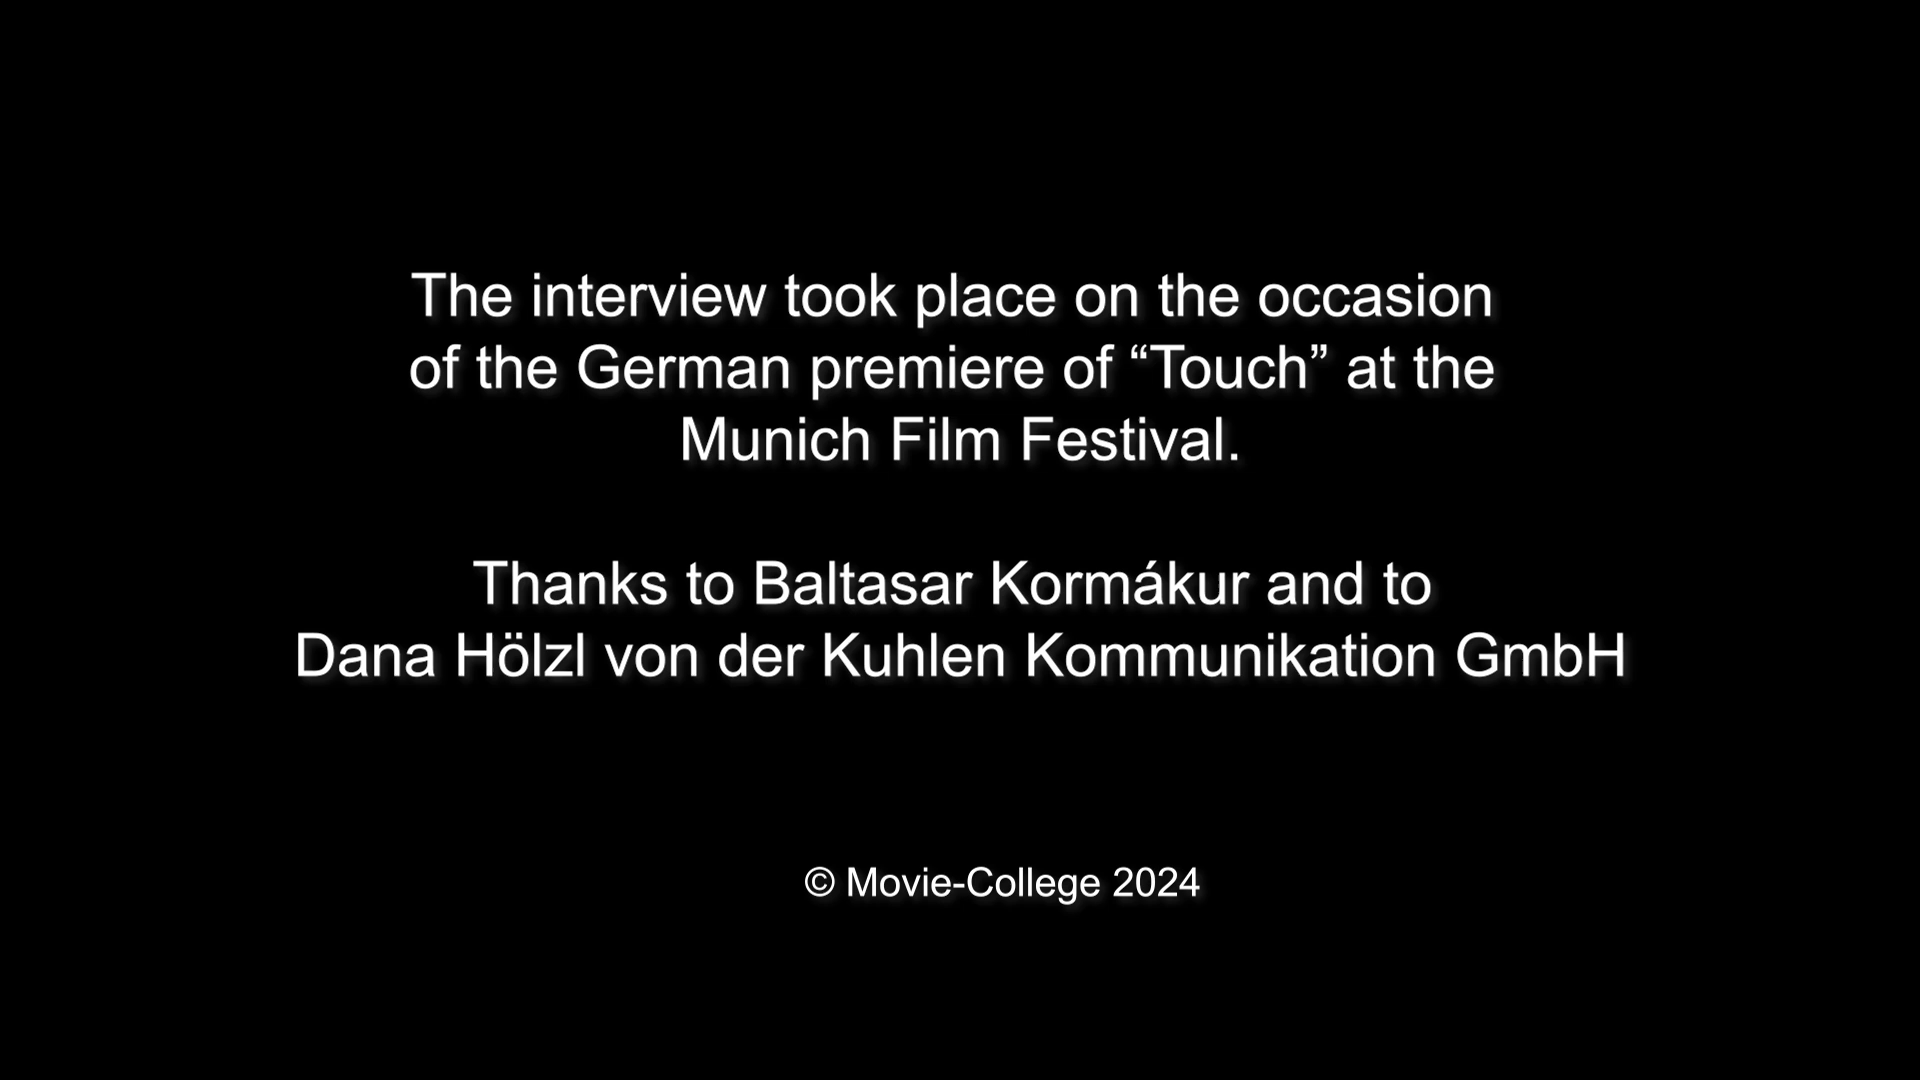 The interview took place on the occasion
of the German premiere of “Touch” at the
Munich Film Festival.
Thanks to Baltasar Kormákur and to
Dana Hölzl von der Kuhlen Kommunikation GmbH
© Movie-College 2024